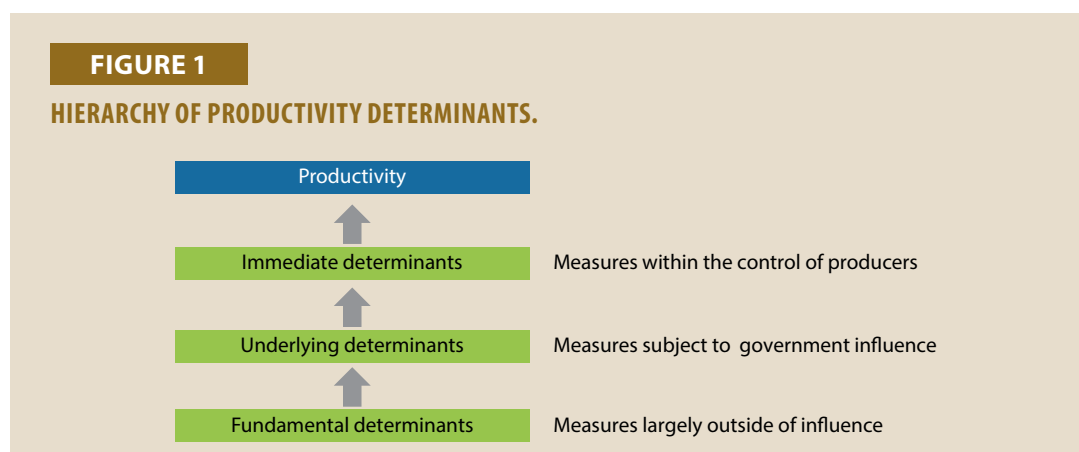 FIGURE 1
HIERARCHY OF PRODUCTIVITY DETERMINANTS.
Productivity
Immediate determinants Measures within the control of producers
Underlying determinants Measures subject to government influence
Fundamental determinants Measures largely outside of influence